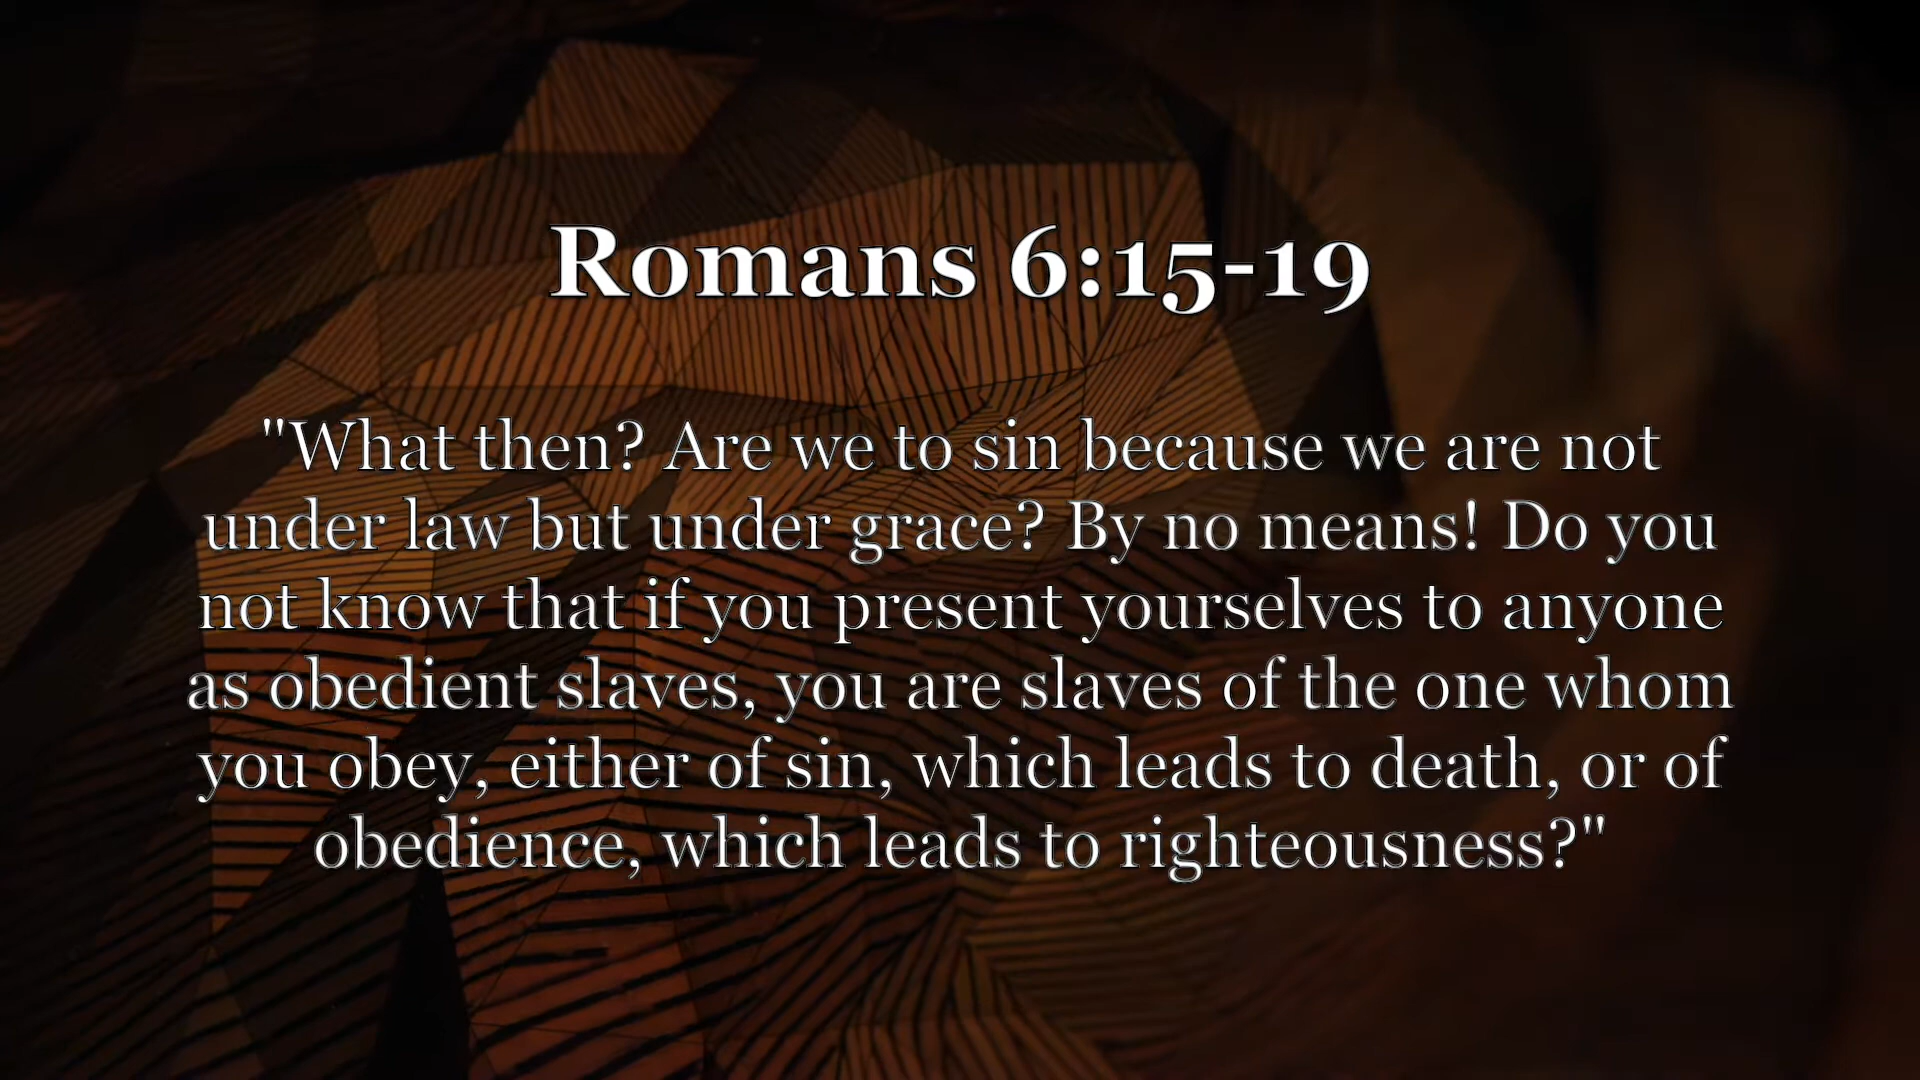 Romans 6:15-19
"What then? Are we to sin because we are not
under law but under grace? By no means! Do you
not know that if you present yourselves to anyone
as obedient slaves, you are slaves of the one whom
you obey, either of sin, which leads to death, or of
obedience, which leads to righteousness?"